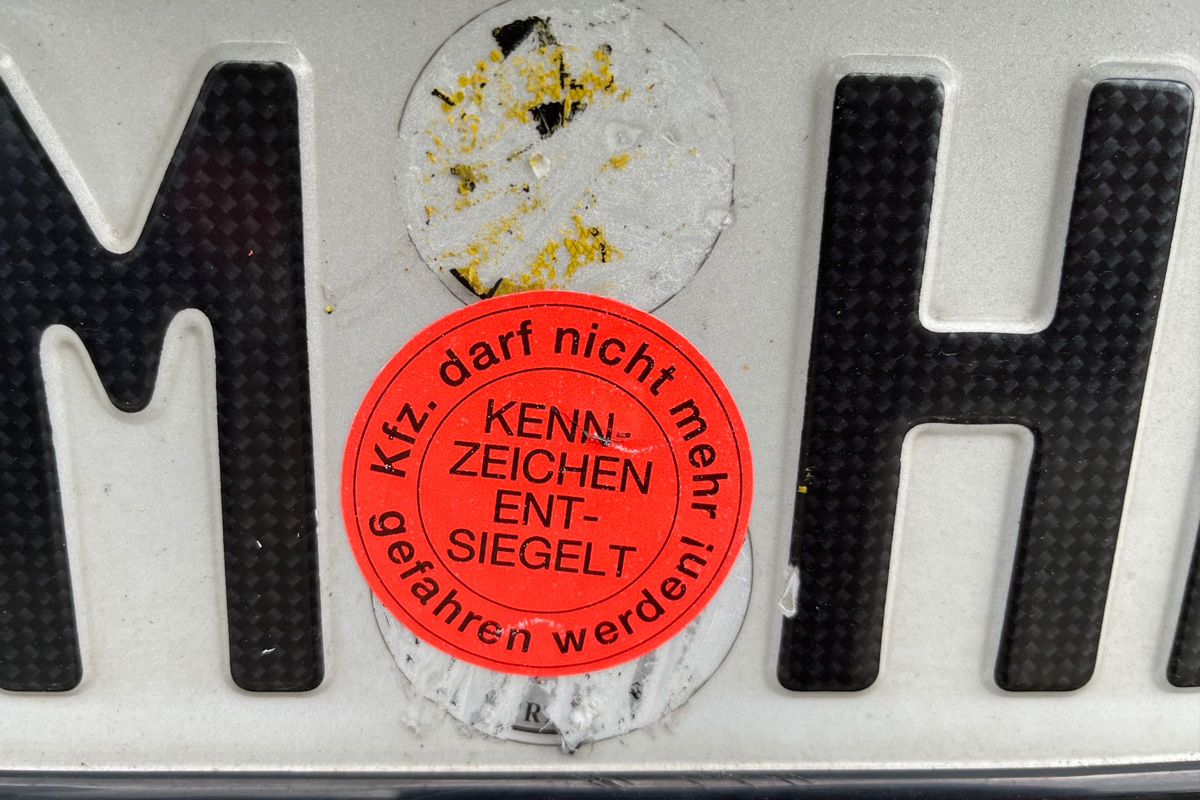 M H
Kfz. darf nicht mehr
gefahren werden!
KENN-
ZEICHEN
ENT-
SIEGELT
R